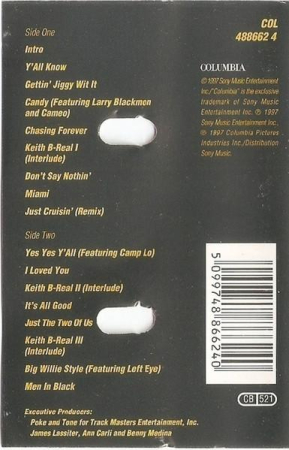 COL
488662 4
Side One
Intro
Y'All Know
Gettin' Jiggy Wit It
Candy (Featuring Larry Blackmon
and Cameo)
Chasing Forever
Keith B-Real I
(Interlude)
Don't Say Nothin'
Miami
Just Cruisin' (Remix)
Side Two
Yes Yes Y'All (Featuring Camp Lo)
I Loved You
Keith B-Real II (Interlude)
It's All Good
Just The Two Of Us
Keith B-Real III
(Interlude)
Big Willie Style (Featuring Left Eye)
Men In Black
Executive Producers:
Poke and Tone for Track Masters Entertainment, Inc.
James Lassiter, Ann Carli and Benny Medina
COLUMBIA
© 1997 Sony Music Entertainment
Inc./"Columbia" is the exclusive
trademark of Sony Music
Entertainment Inc. ℗ 1997
Sony Music Entertainment Inc.,
℗ 1997 Columbia Pictures
Industries Inc./Distribution
Sony Music.
5 099748 866240
CB 521